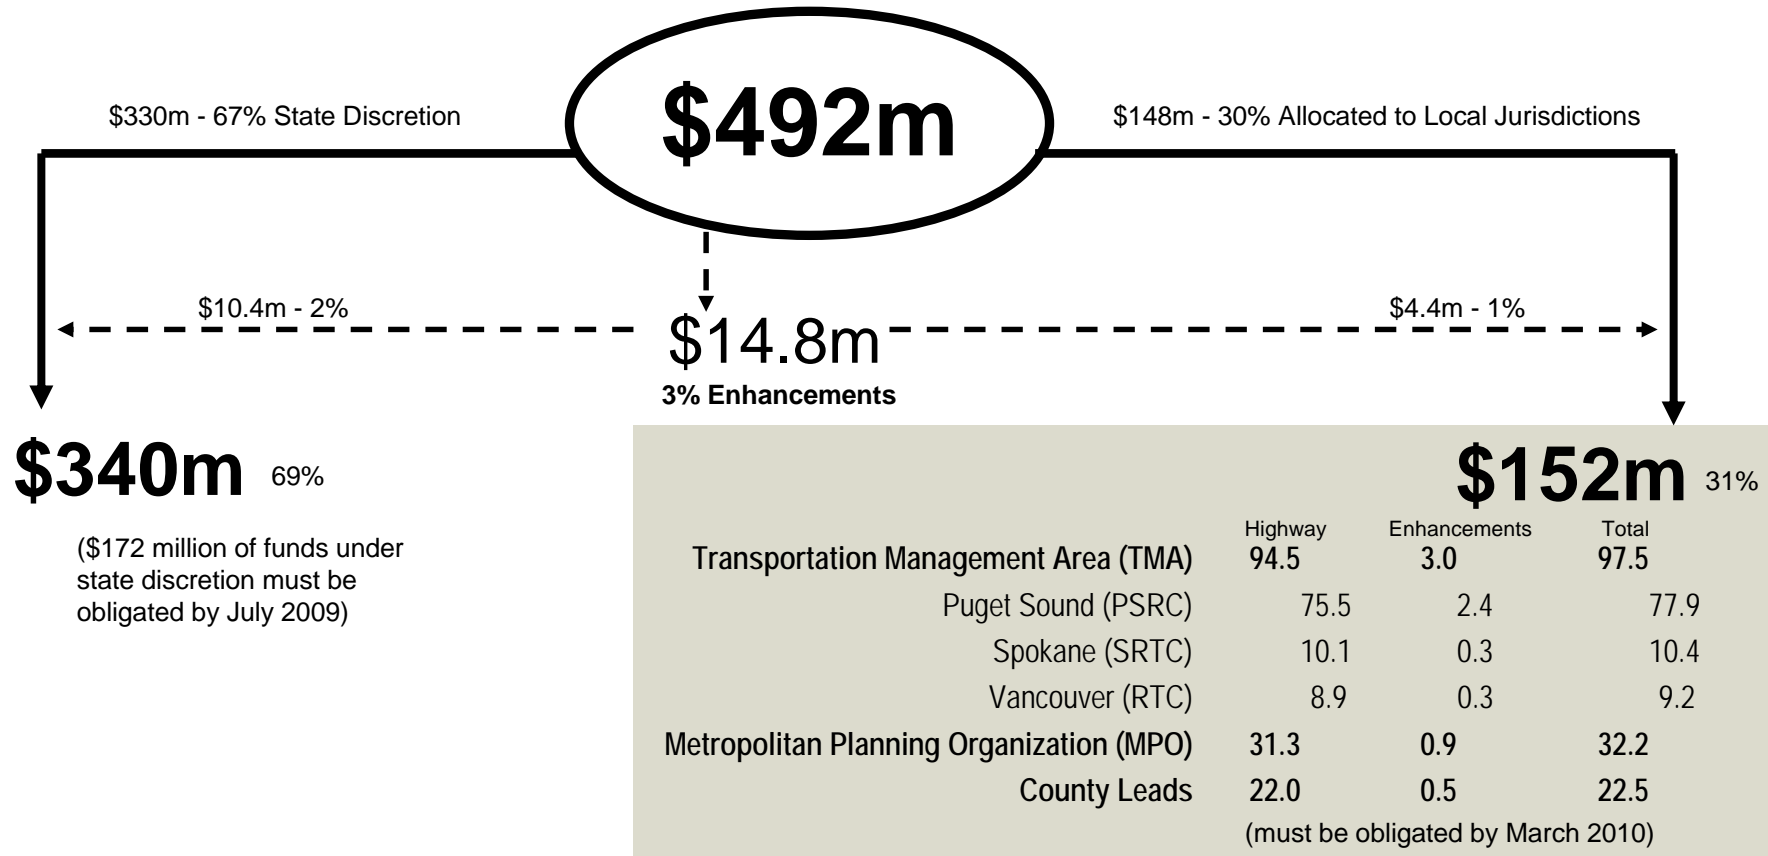 $492m
$330m - 67% State Discretion
$148m - 30% Allocated to Local Jurisdictions
$10.4m - 2%
$4.4m - 1%
$14.8m
3% Enhancements
$340m 69%
($172 million of funds under
state discretion must be
obligated by July 2009)
$152m 31%
Highway Enhancements Total
Transportation Management Area (TMA) 94.5 3.0 97.5
Puget Sound (PSRC) 75.5 2.4 77.9
Spokane (SRTC) 10.1 0.3 10.4
Vancouver (RTC) 8.9 0.3 9.2
Metropolitan Planning Organization (MPO) 31.3 0.9 32.2
County Leads 22.0 0.5 22.5
(must be obligated by March 2010)